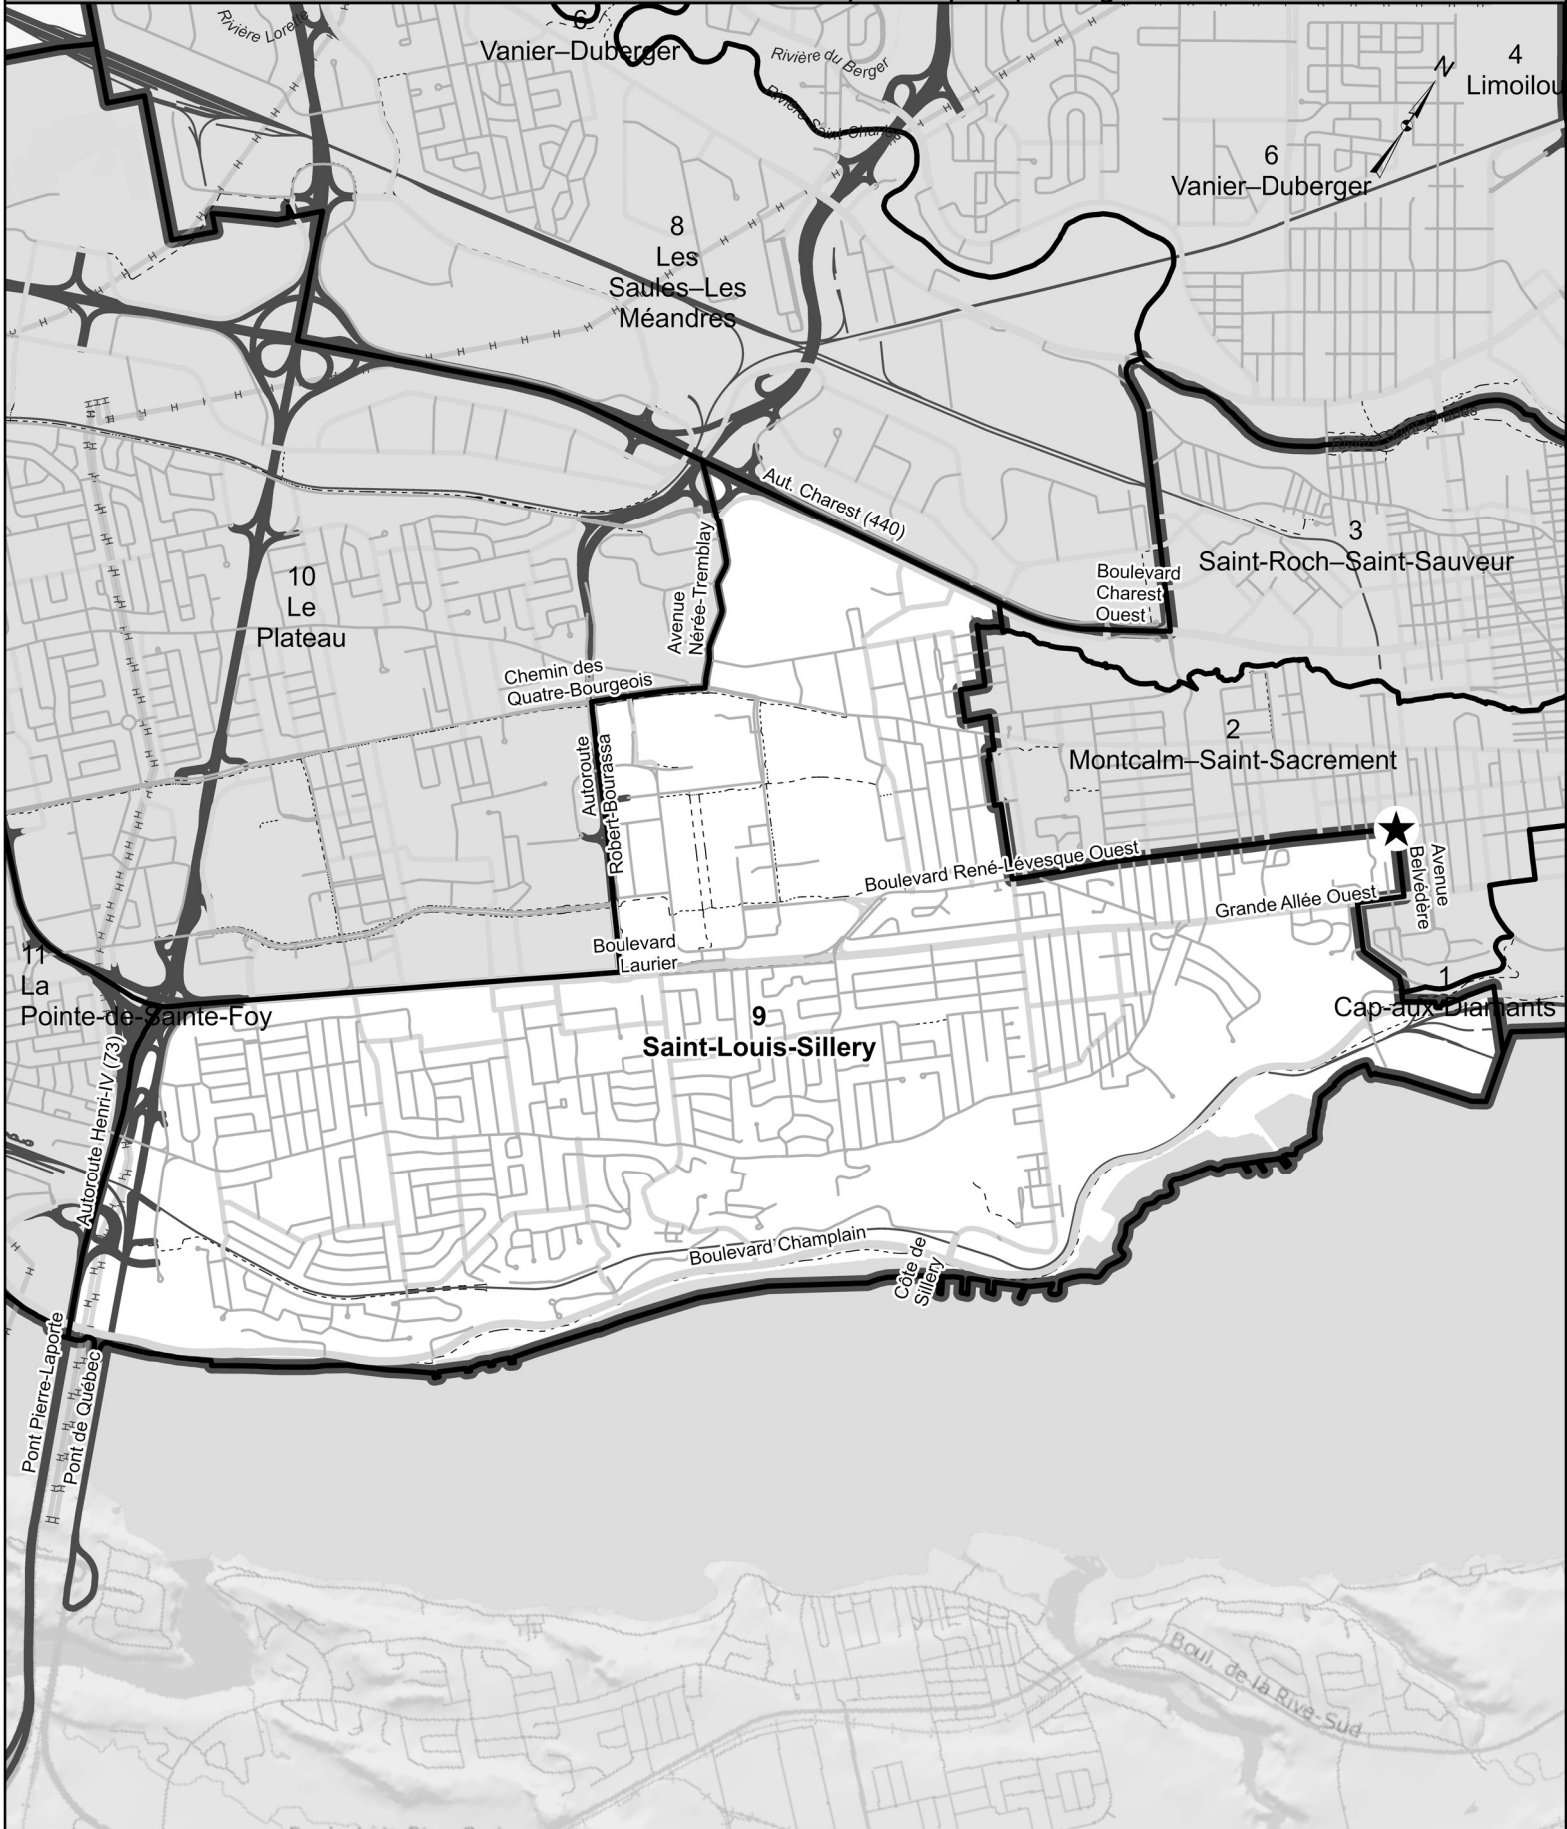 Rivière Lorette
6
Vanier–Duberger
Rivière du Berger
Rivière Saint-Charles
4
Limoilou
N
6
Vanier–Duberger
8
Les
Saules–Les
Méandres
Rivière Saint-Charles
Aut. Charest (440)
3
Saint-Roch–Saint-Sauveur
Boulevard
Charest
Ouest
10
Le
Plateau
Avenue
Nérée-Tremblay
Chemin des
Quatre-Bourgeois
2
Montcalm–Saint-Sacrement
Autoroute
Robert-Bourassa
Boulevard René-Lévesque Ouest
Avenue
Belvédère
Grande Allée Ouest
Boulevard
Laurier
11
La
Pointe-de-Sainte-Foy
1
Cap-aux-Diamants
9
Saint-Louis-Sillery
Autoroute Henri-IV (73)
Boulevard Champlain
Côte de
Sillery
Pont Pierre-Laporte
Pont de Québec
Boul. de la Rive-Sud